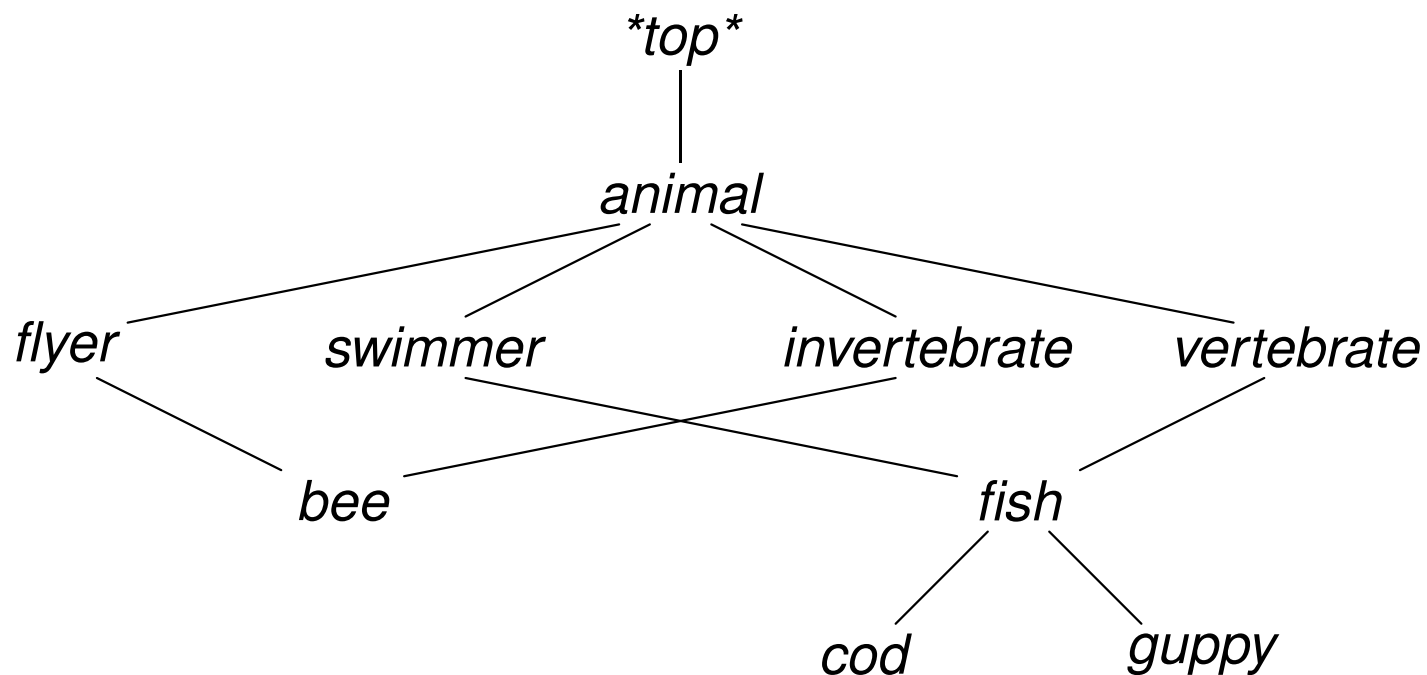 *top*
animal
flyer swimmer invertebrate vertebrate
bee fish
cod guppy